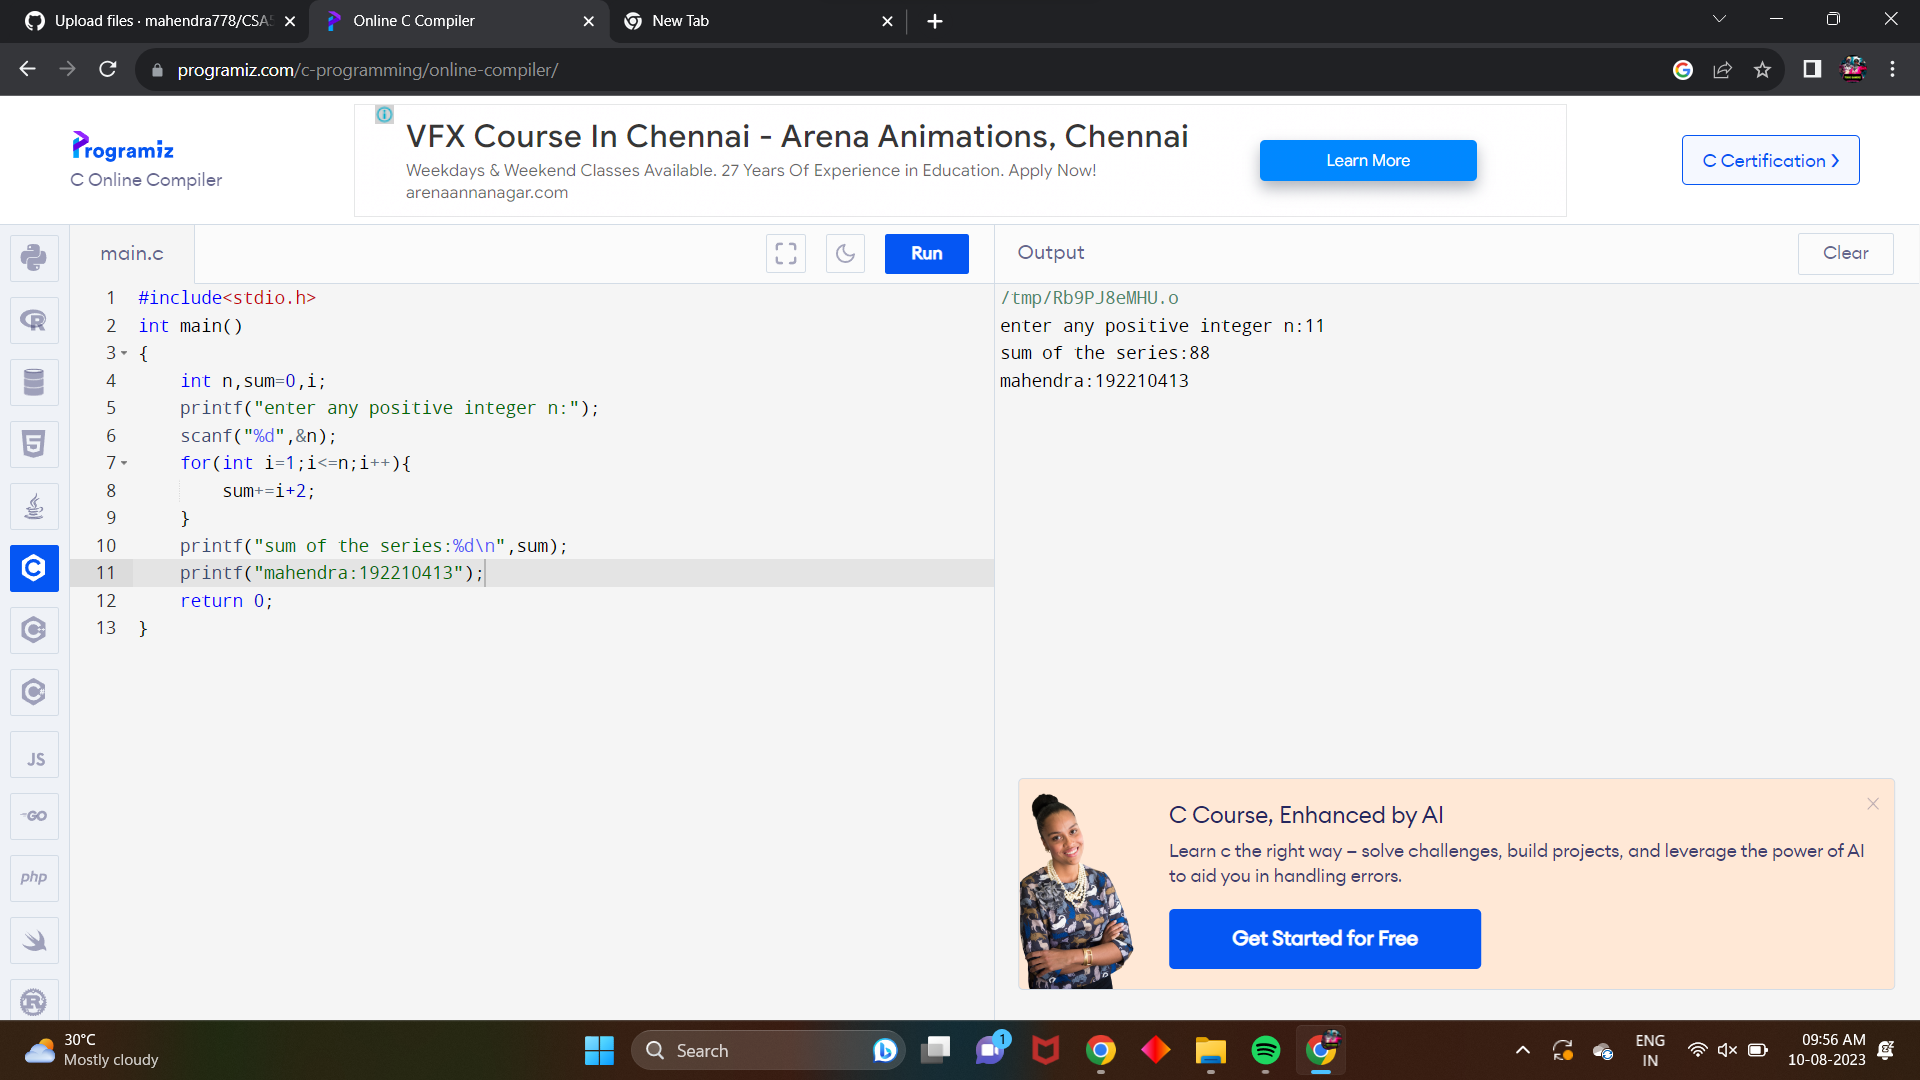 Upload files · mahendra778/CSAS
Online C Compiler
New Tab
programiz.com/c-programming/online-compiler/
Programiz
C Online Compiler
VFX Course In Chennai - Arena Animations, Chennai
Weekdays & Weekend Classes Available. 27 Years Of Experience in Education. Apply Now!
arenaannanagar.com
Learn More
C Certification
main.c
Run
Output
Clear
1 #include<stdio.h>
2 int main()
3 {
4     int n,sum=0,i;
5     printf("enter any positive integer n:");
6     scanf("%d",&n);
7     for(int i=1;i<=n;i++){
8         sum+=i+2;
9     }
10     printf("sum of the series:%d\n",sum);
11     printf("mahendra:192210413");
12     return 0;
13 }
/tmp/Rb9PJ8eMHU.o
enter any positive integer n:11
sum of the series:88
mahendra:192210413
R
5
C
C
C
JS
GO
php
R
C Course, Enhanced by AI
Learn c the right way – solve challenges, build projects, and leverage the power of AI
to aid you in handling errors.
Get Started for Free
30°C
Mostly cloudy
Search
1
ENG
IN
09:56 AM
10-08-2023